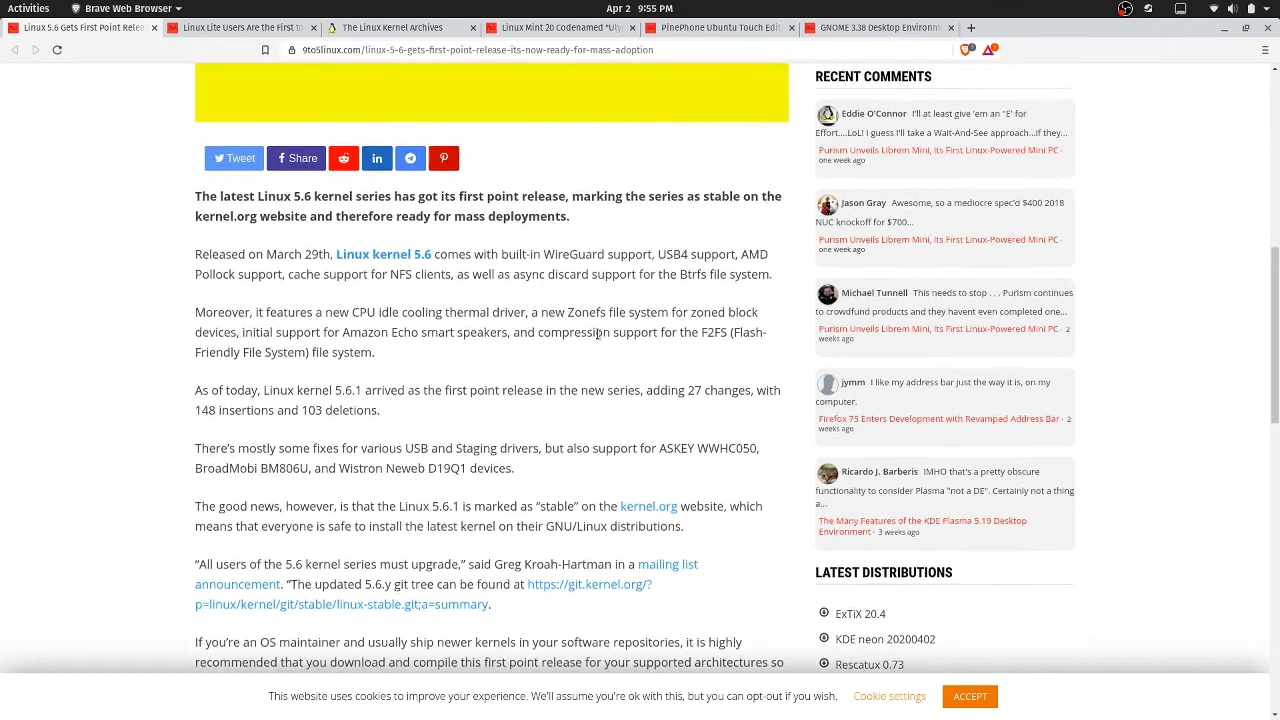 Activities
Brave Web Browser
Apr 2 9:55 PM
Linux 5.6 Gets First Point Relea
Linux Lite Users Are the First to
The Linux Kernel Archives
Linux Mint 20 Codenamed "Uly
PinePhone Ubuntu Touch Edit
GNOME 3.38 Desktop Environm
9to5linux.com/linux-5-6-gets-first-point-release-its-now-ready-for-mass-adoption
Tweet
Share
The latest Linux 5.6 kernel series has got its first point release, marking the series as stable on the
kernel.org website and therefore ready for mass deployments.
Released on March 29th, Linux kernel 5.6 comes with built-in WireGuard support, USB4 support, AMD
Pollock support, cache support for NFS clients, as well as async discard support for the Btrfs file system.
Moreover, it features a new CPU idle cooling thermal driver, a new Zonefs file system for zoned block
devices, initial support for Amazon Echo smart speakers, and compression support for the F2FS (Flash-
Friendly File System) file system.
As of today, Linux kernel 5.6.1 arrived as the first point release in the new series, adding 27 changes, with
148 insertions and 103 deletions.
There's mostly some fixes for various USB and Staging drivers, but also support for ASKEY WWHC050,
BroadMobi BM806U, and Wistron Neweb D19Q1 devices.
The good news, however, is that the Linux 5.6.1 is marked as “stable” on the kernel.org website, which
means that everyone is safe to install the latest kernel on their GNU/Linux distributions.
“All users of the 5.6 kernel series must upgrade,” said Greg Kroah-Hartman in a mailing list
announcement. “The updated 5.6.y git tree can be found at https://git.kernel.org/?
p=linux/kernel/git/stable/linux-stable.git;a=summary.
If you're an OS maintainer and usually ship newer kernels in your software repositories, it is highly
recommended that you download and compile this first point release for your supported architectures so
RECENT COMMENTS
Eddie O'Connor I'll at least give 'em an "E' for
Effort....LoL! I guess I'll take a Wait-And-See approach...If they...
Purism Unveils Librem Mini, Its First Linux-Powered Mini PC ·
one week ago
Jason Gray Awesome, so a mediocre spec'd $400 2018
NUC knockoff for $700...
Purism Unveils Librem Mini, Its First Linux-Powered Mini PC ·
one week ago
Michael Tunnell This needs to stop . . . Purism continues
to crowdfund products and they havent even completed one...
Purism Unveils Librem Mini, Its First Linux-Powered Mini PC · 2
weeks ago
jymm I like my address bar just the way it is, on my
computer.
Firefox 75 Enters Development with Revamped Address Bar · 2
weeks ago
Ricardo J. Barberis IMHO that's a pretty obscure
functionality to consider Plasma "not a DE". Certainly not a thing
a...
The Many Features of the KDE Plasma 5.19 Desktop
Environment · 3 weeks ago
LATEST DISTRIBUTIONS
ExTiX 20.4
KDE neon 20200402
Rescatux 0.73
This website uses cookies to improve your experience. We'll assume you're ok with this, but you can opt-out if you wish. Cookie settings ACCEPT